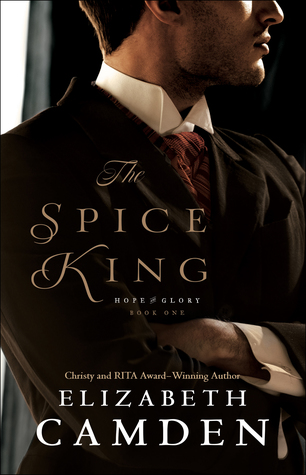 The
SPICE
KING
HOPE AND GLORY
BOOK ONE
Christy and RITA Award–Winning Author
ELIZABETH
CAMDEN